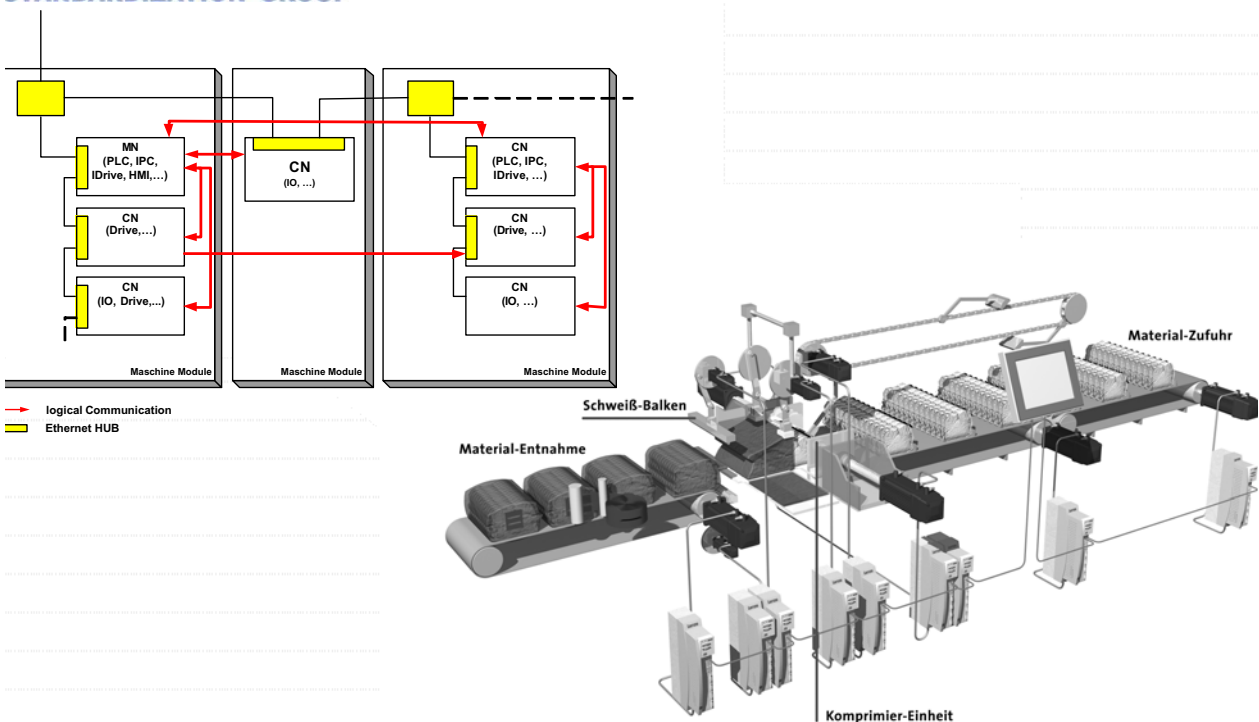 STANDARDIZATION GROUP
MN
(PLC, IPC,
IDrive, HMI,…)
CN
(Drive,…)
CN
(IO, Drive,...)
Maschine Module
CN
(IO, …)
Maschine Module
CN
(PLC, IPC,
IDrive, …)
CN
(Drive, …)
CN
(IO, …)
Maschine Module
logical Communication
Ethernet HUB
Material-Zufuhr
Schweiß-Balken
Material-Entnahme
Komprimier-Einheit